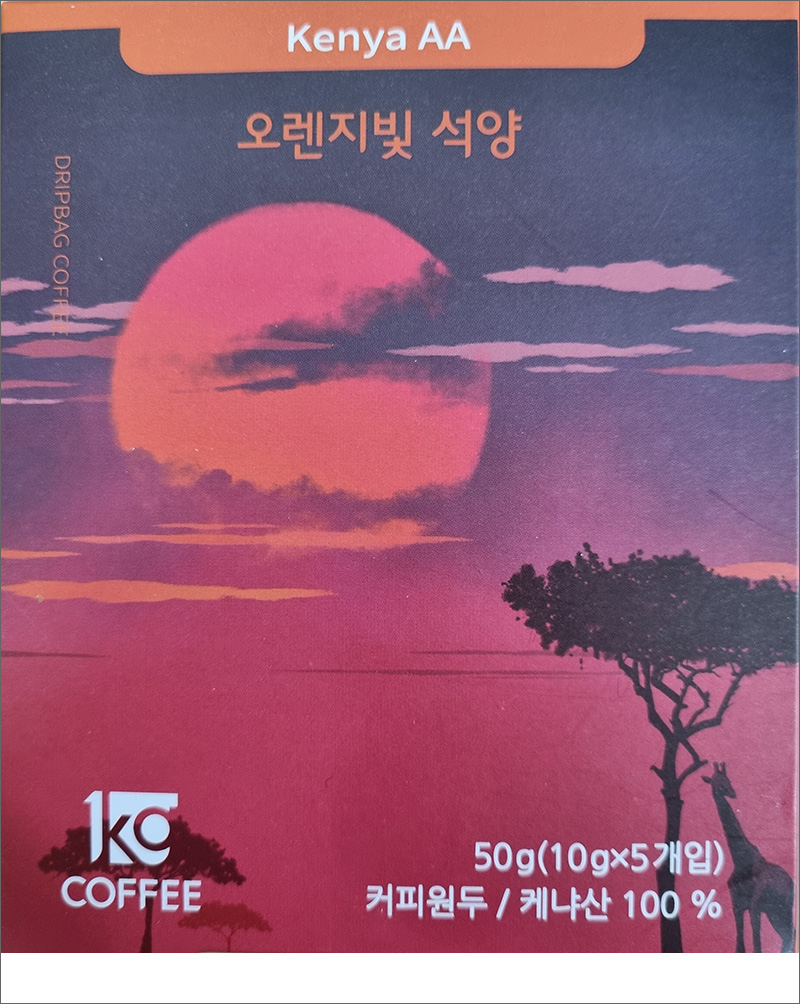 Kenya AA
오렌지빛 석양
DRIPBAG COFFEE
1KC
COFFEE
50g(10g×5개입)
커피원두 / 케냐산 100 %